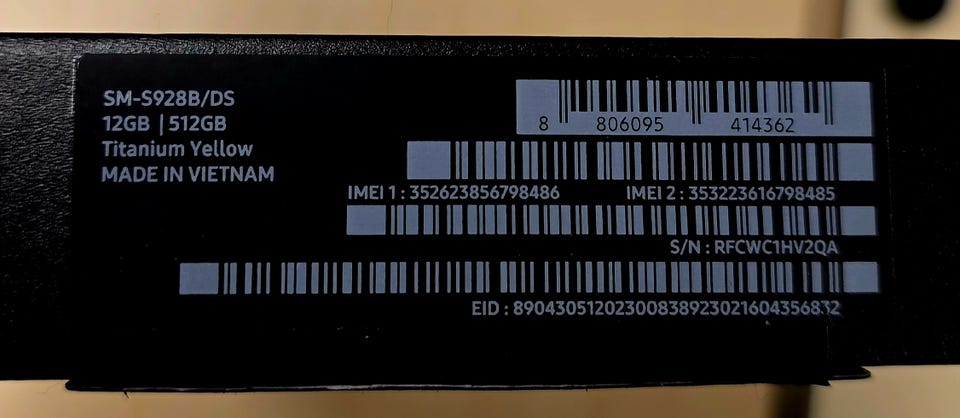 SM-S928B/DS
12GB | 512GB
Titanium Yellow
MADE IN VIETNAM
8 806095 414362
IMEI 1 : 352623856798486 IMEI 2 : 353223616798485
S/N : RFCWC1HV2QA
EID : 89043051202300838923021604356832